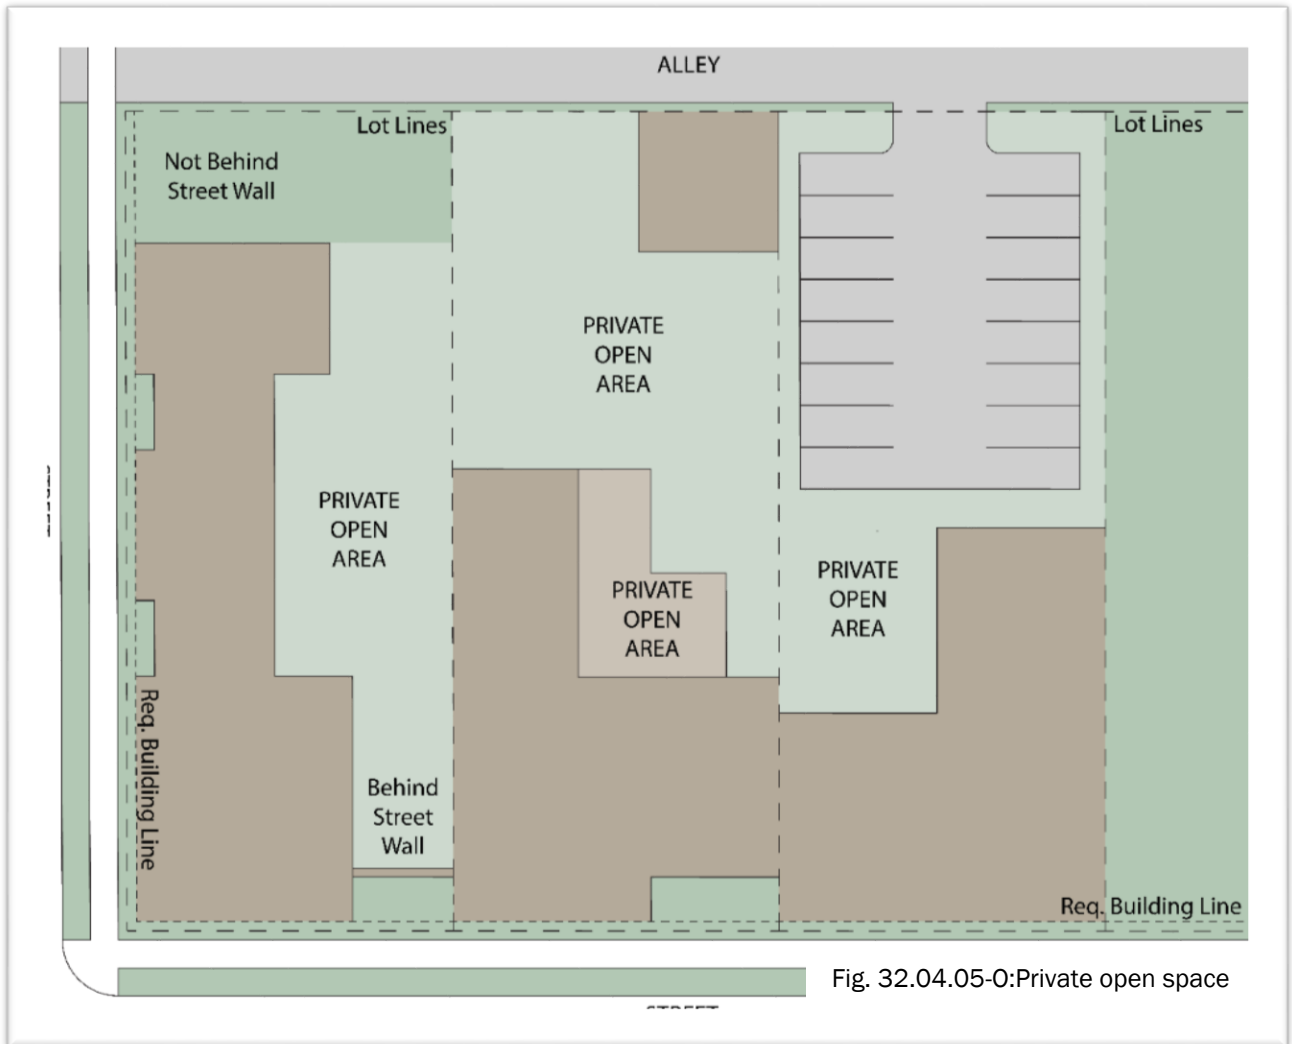 ALLEY
Lot Lines
Lot Lines
Not Behind
Street Wall
PRIVATE
OPEN
AREA
PRIVATE
OPEN
AREA
PRIVATE
OPEN
AREA
PRIVATE
OPEN
AREA
Req. Building Line
Behind
Street
Wall
Req. Building Line
Fig. 32.04.05-O:Private open space